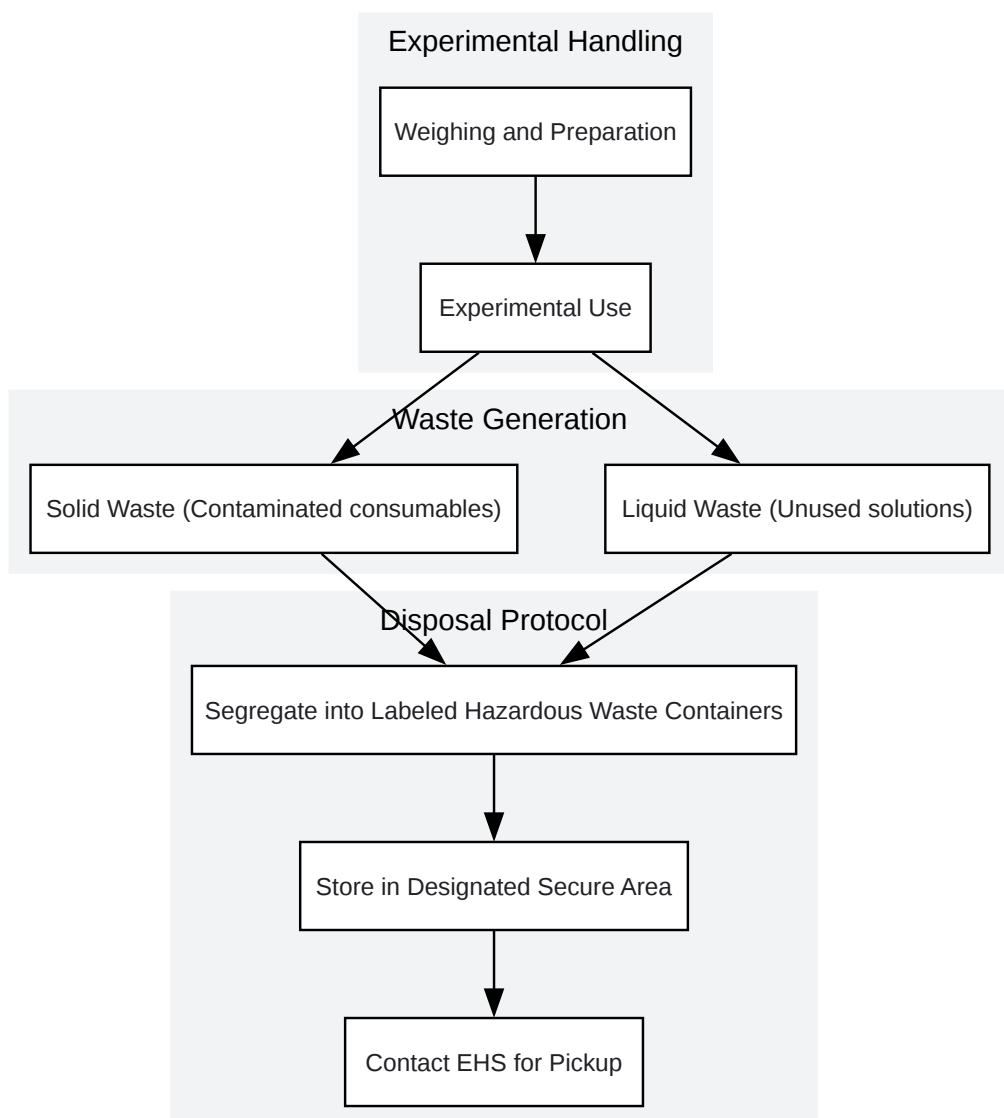 Experimental Handling
Weighing and Preparation
Experimental Use
Waste Generation
Solid Waste (Contaminated consumables)
Liquid Waste (Unused solutions)
Disposal Protocol
Segregate into Labeled Hazardous Waste Containers
Store in Designated Secure Area
Contact EHS for Pickup